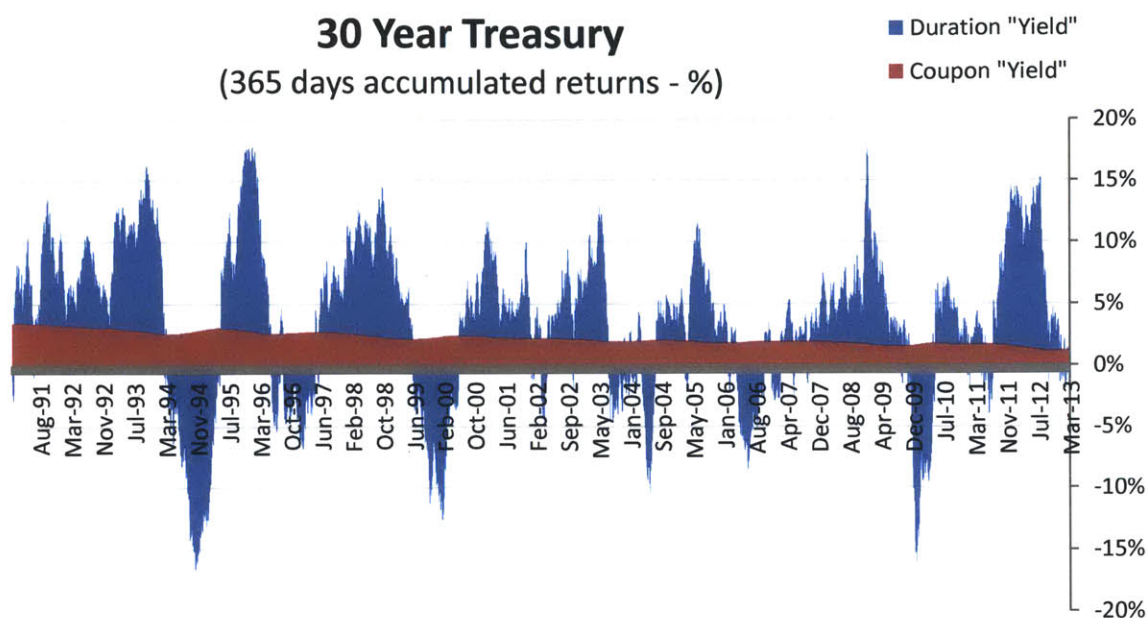 30 Year Treasury
(365 days accumulated returns - %)
Duration "Yield"
Coupon "Yield"
20%
15%
10%
5%
0%
-5%
-10%
-15%
-20%
Aug-91
Mar-92
Nov-92
Jul-93
Mar-94
Nov-94
Jul-95
Mar-96
Oct-96
Jun-97
Feb-98
Oct-98
Jun-99
Feb-00
Oct-00
Jun-01
Feb-02
Sep-02
May-03
Jan-04
Sep-04
May-05
Jan-06
Aug-06
Apr-07
Dec-07
Aug-08
Apr-09
Dec-09
Jul-10
Mar-11
Nov-11
Jul-12
Mar-13